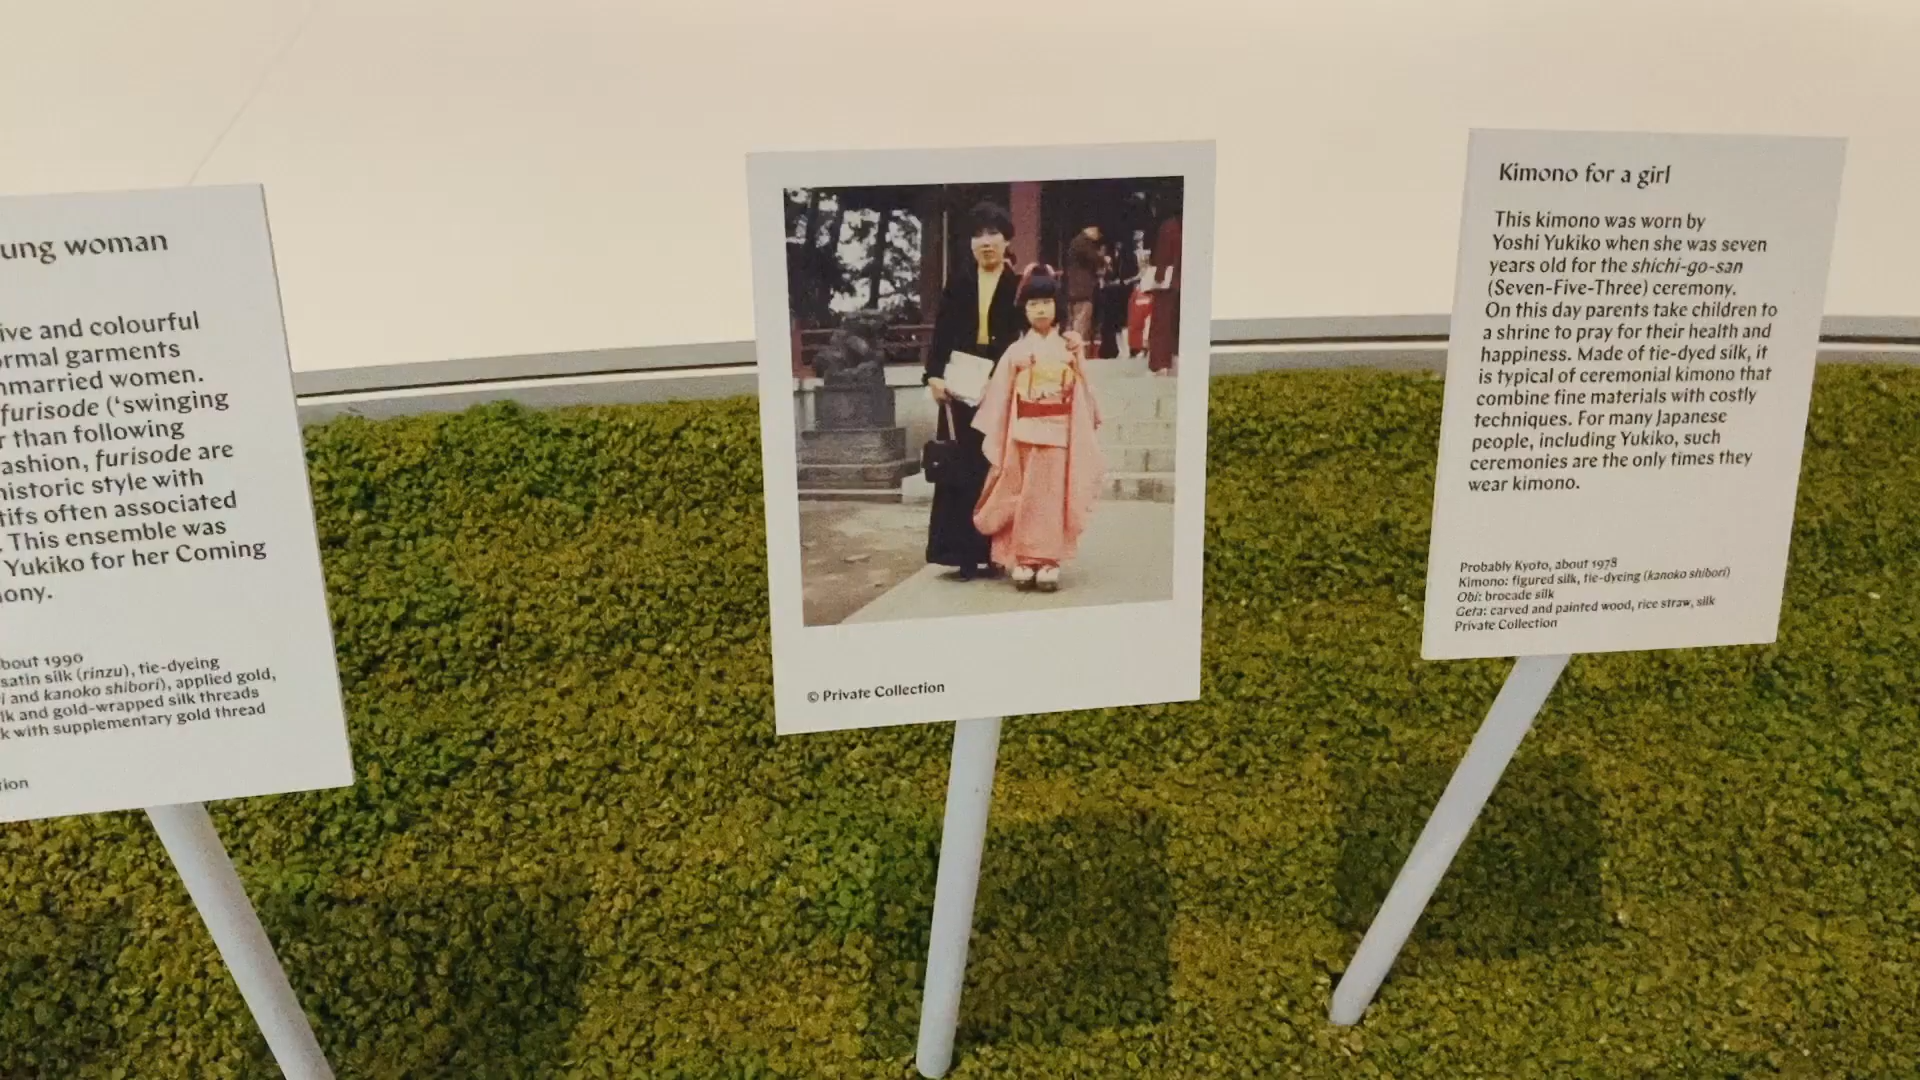 ung woman
ive and colourful
ormal garments
nmarried women.
furisode (‘swinging
r than following
ashion, furisode are
historic style with
tifs often associated
. This ensemble was
Yukiko for her Coming
ony.
bout 1990
satin silk (rinzu), tie-dyeing
i and kanoko shibori), applied gold,
lk and gold-wrapped silk threads
k with supplementary gold thread
tion
© Private Collection
Kimono for a girl
This kimono was worn by
Yoshi Yukiko when she was seven
years old for the shichi-go-san
(Seven-Five-Three) ceremony.
On this day parents take children to
a shrine to pray for their health and
happiness. Made of tie-dyed silk, it
is typical of ceremonial kimono that
combine fine materials with costly
techniques. For many Japanese
people, including Yukiko, such
ceremonies are the only times they
wear kimono.
Probably Kyoto, about 1978
Kimono: figured silk, tie-dyeing (kanoko shibori)
Obi: brocade silk
Geta: carved and painted wood, rice straw, silk
Private Collection